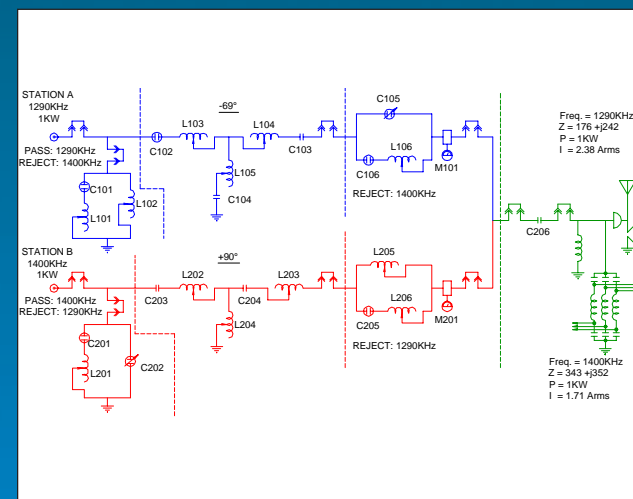 STATION A
1290KHz
1KW
PASS: 1290KHz
REJECT: 1400KHz
C101
L101
L102
C102
L103
-69°
L104
L105
C104
C103
C105
L106
C106
M101
REJECT: 1400KHz
Freq. = 1290KHz
Z = 176 +j242
P = 1KW
I = 2.38 Arms
C206
STATION B
1400KHz
1KW
PASS: 1400KHz
REJECT: 1290KHz
C201
L201
C202
C203
L202
+90°
C204
L203
L204
L205
L206
C205
M201
REJECT: 1290KHz
Freq. = 1400KHz
Z = 343 +j352
P = 1KW
I = 1.71 Arms